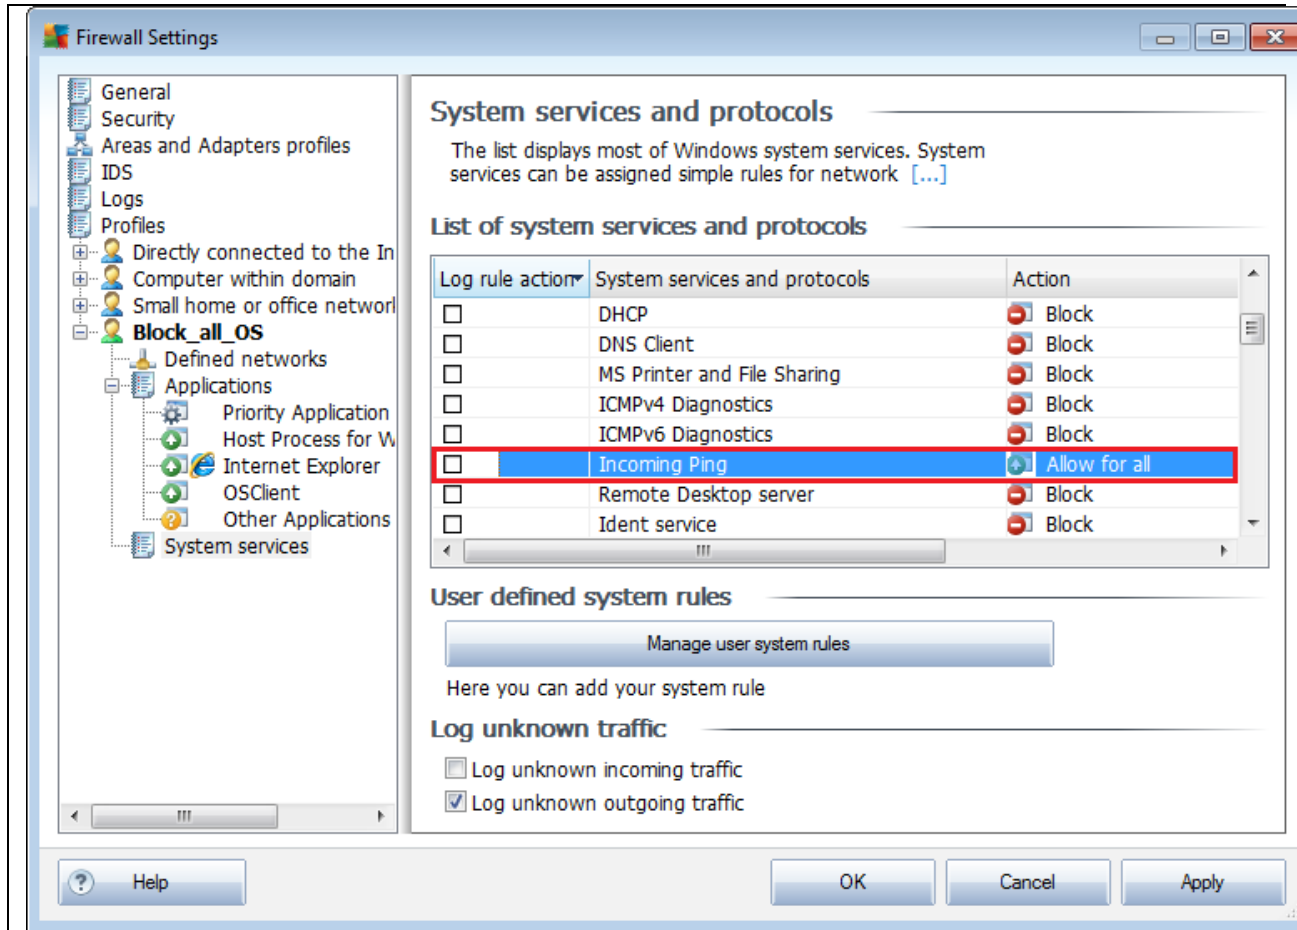 Firewall Settings
General
Security
Areas and Adapters profiles
IDS
Logs
Profiles
Directly connected to the In
Computer within domain
Small home or office networ
Block_all_OS
Defined networks
Applications
Priority Application
Host Process for W
Internet Explorer
OSClient
Other Applications
System services
System services and protocols
The list displays most of Windows system services. System
services can be assigned simple rules for network [...]
List of system services and protocols
Log rule action System services and protocols Action
DHCP Block
DNS Client Block
MS Printer and File Sharing Block
ICMPv4 Diagnostics Block
ICMPv6 Diagnostics Block
Incoming Ping Allow for all
Remote Desktop server Block
Ident service Block
User defined system rules
Manage user system rules
Here you can add your system rule
Log unknown traffic
Log unknown incoming traffic
Log unknown outgoing traffic
? Help
OK
Cancel
Apply